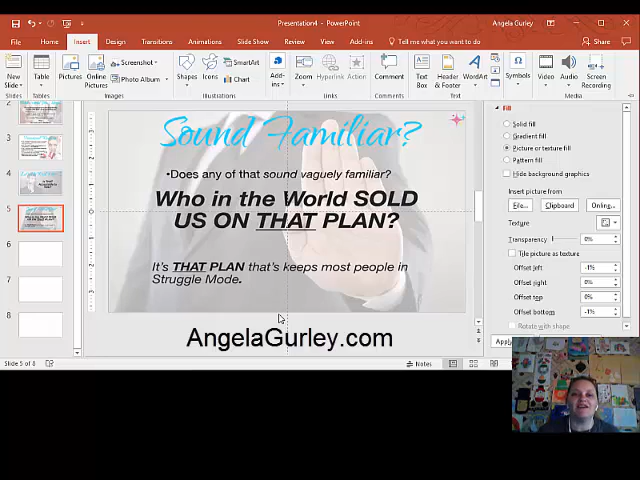 Presentation4 - PowerPoint
Angela Gurley
File Home Insert Design Transitions Animations Slide Show Review View Add-ins Tell me what you want to do Share
New Slide
Table
Pictures
Online Pictures
Screenshot
Photo Album
Shapes
Icons
SmartArt
Chart
Add-ins
Zoom
Hyperlink
Action
Comment
Text Box
Header & Footer
WordArt
Symbols
Video
Audio
Screen Recording
Slides
Tables
Images
Illustrations
Links
Comments
Text
Media
2
3
4
5
6
7
8
Sound Familiar?
•Does any of that sound vaguely familiar?
Who in the World SOLD
US ON THAT PLAN?
It's THAT PLAN that's keeps most people in
Struggle Mode.
AngelaGurley.com
Fill
Solid fill
Gradient fill
Picture or texture fill
Pattern fill
Hide background graphics
Insert picture from
File...
Clipboard
Online...
Texture
Transparency
0%
Tile picture as texture
Offset left
-1%
Offset right
0%
Offset top
0%
Offset bottom
-1%
Rotate with shape
Slide 5 of 8
Notes